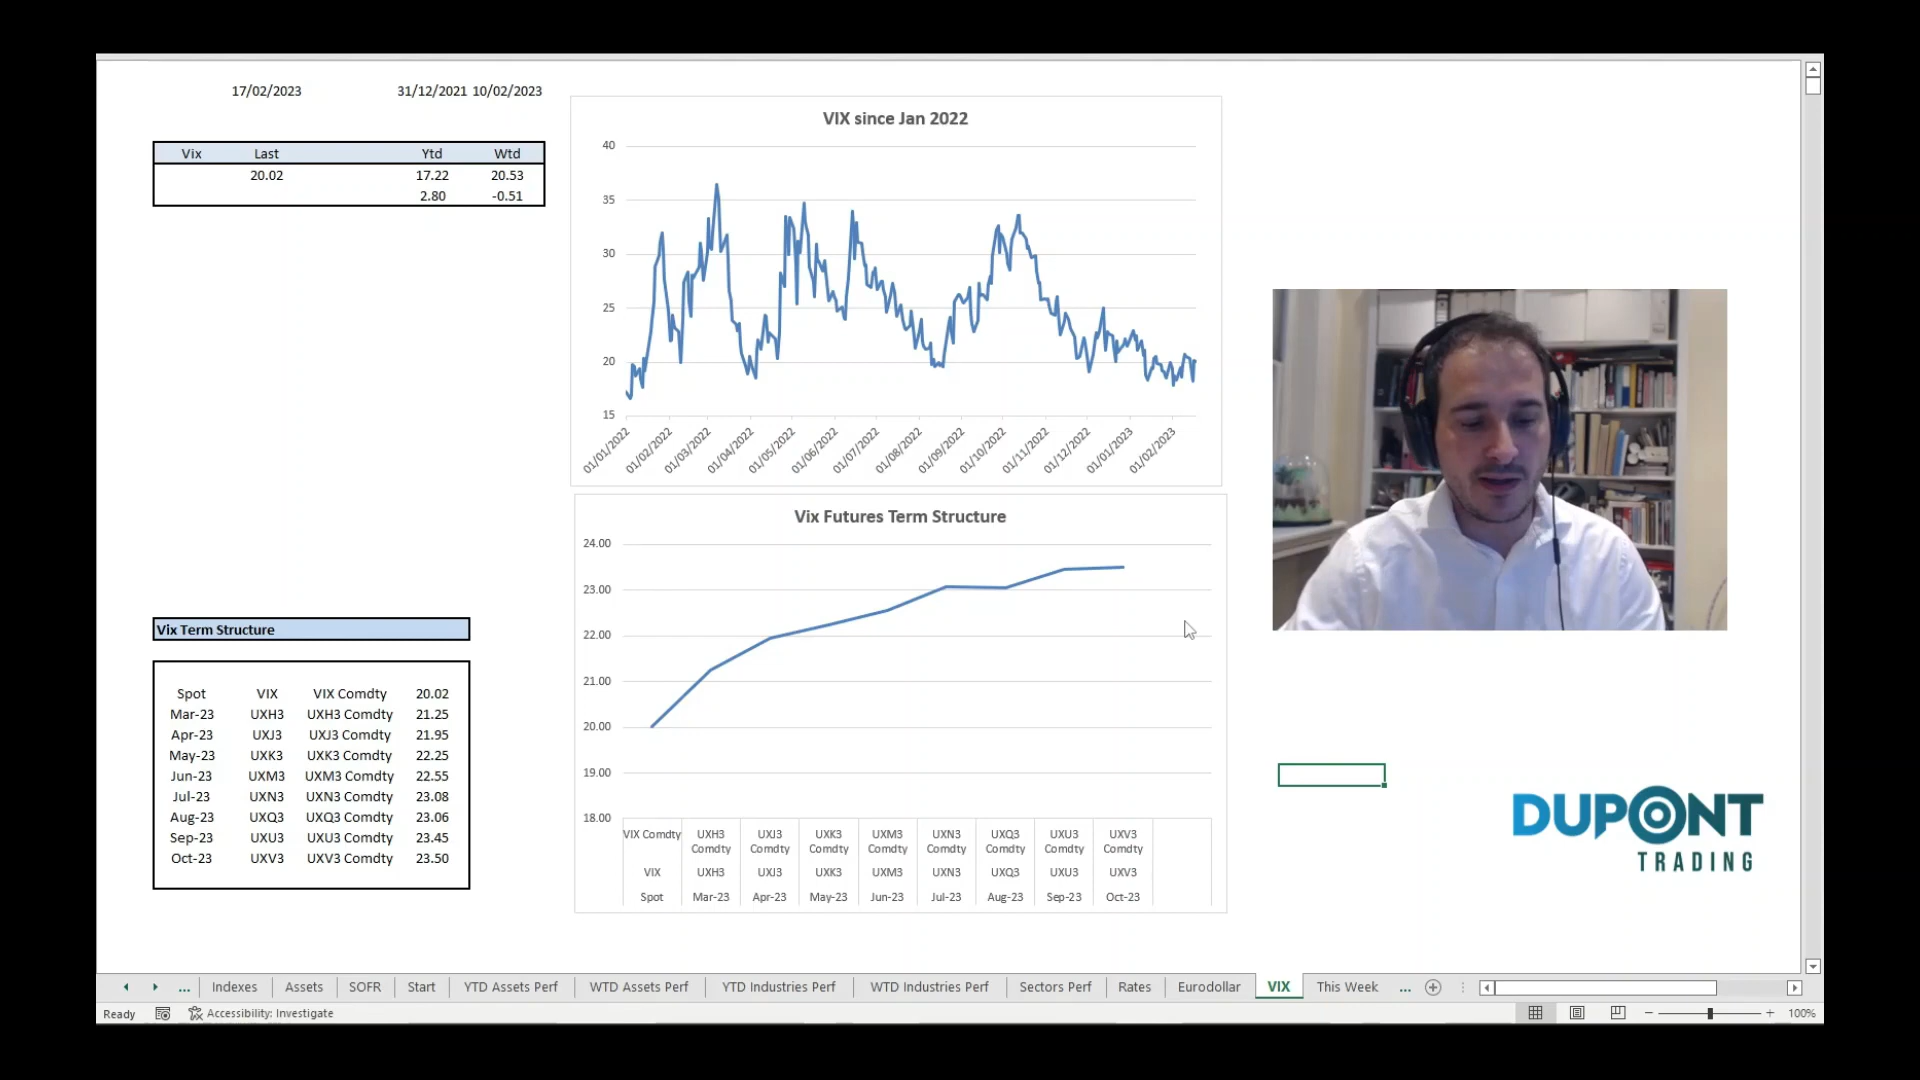 17/02/2023 31/12/2021 10/02/2023
Vix Last Ytd Wtd
20.02 17.22 20.53
2.80 -0.51
VIX since Jan 2022
40
35
30
25
20
15
01/01/2022 01/02/2022 01/03/2022 01/04/2022 01/05/2022 01/06/2022 01/07/2022 01/08/2022 01/09/2022 01/10/2022 01/11/2022 01/12/2022 01/01/2023 01/02/2023
Vix Term Structure
Spot VIX VIX Comdty 20.02
Mar-23 UXH3 UXH3 Comdty 21.25
Apr-23 UXJ3 UXJ3 Comdty 21.95
May-23 UXK3 UXK3 Comdty 22.25
Jun-23 UXM3 UXM3 Comdty 22.55
Jul-23 UXN3 UXN3 Comdty 23.08
Aug-23 UXQ3 UXQ3 Comdty 23.06
Sep-23 UXU3 UXU3 Comdty 23.45
Oct-23 UXV3 UXV3 Comdty 23.50
Vix Futures Term Structure
24.00
23.00
22.00
21.00
20.00
19.00
18.00
VIX Comdty UXH3 UXJ3 UXK3 UXM3 UXN3 UXQ3 UXU3 UXV3
Comdty Comdty Comdty Comdty Comdty Comdty Comdty Comdty
VIX UXH3 UXJ3 UXK3 UXM3 UXN3 UXQ3 UXU3 UXV3
Spot Mar-23 Apr-23 May-23 Jun-23 Jul-23 Aug-23 Sep-23 Oct-23
DUPONT
TRADING
... Indexes Assets SOFR Start YTD Assets Perf WTD Assets Perf YTD Industries Perf WTD Industries Perf Sectors Perf Rates Eurodollar VIX This Week ...
Ready Accessibility: Investigate 100%